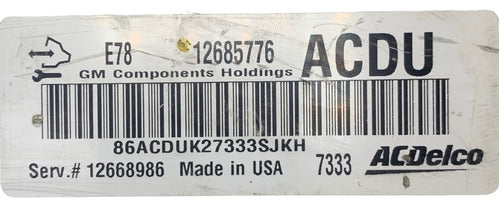 E78 12685776 ACDU
GM Components Holdings
86ACDUK27333SJKH
Serv.# 12668986 Made in USA 7333 ACDelco